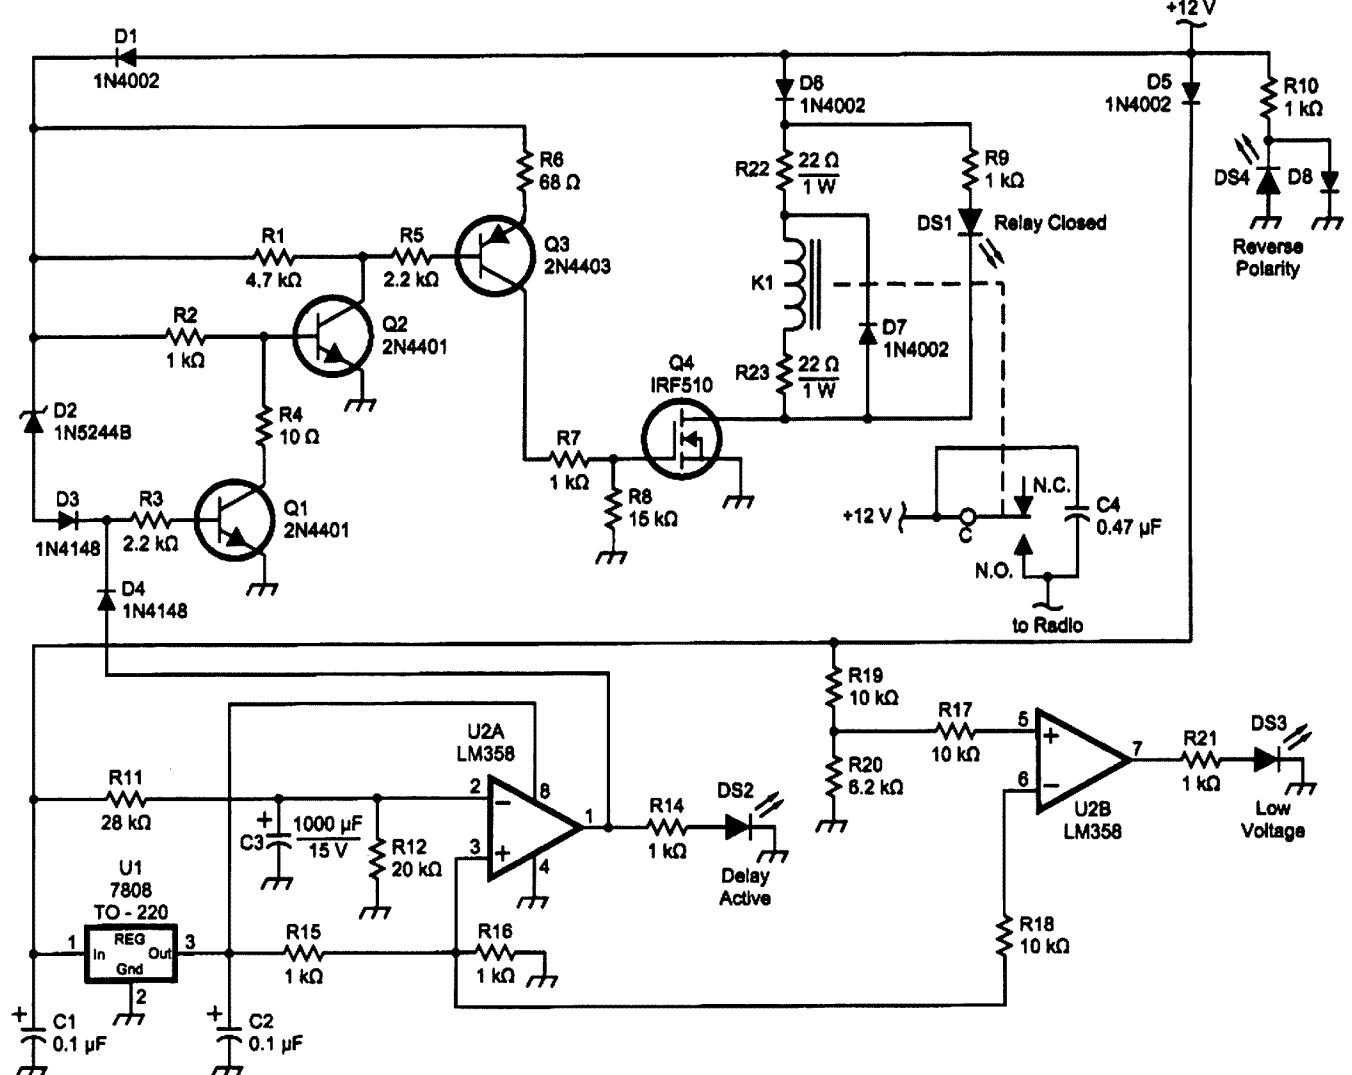 +12 V
D1
1N4002
D6
1N4002
D5
1N4002
R10
1 kΩ
R6
68 Ω
R22
22 Ω
1 W
R9
1 kΩ
DS4
D8
Reverse
Polarity
R1
4.7 kΩ
R5
2.2 kΩ
Q3
2N4403
DS1
Relay Closed
K1
R2
1 kΩ
Q2
2N4401
D7
1N4002
R23
22 Ω
1 W
Q4
IRF510
D2
1N5244B
R4
10 Ω
R7
1 kΩ
R8
15 kΩ
D3
1N4148
R3
2.2 kΩ
Q1
2N4401
+12 V
C
N.C.
N.O.
C4
0.47 µF
to Radio
D4
1N4148
R19
10 kΩ
R17
10 kΩ
R20
6.2 kΩ
5
+
6
−
7
U2B
LM358
R21
1 kΩ
DS3
Low
Voltage
U2A
LM358
R11
28 kΩ
2
−
8
3
+
4
1
R14
1 kΩ
DS2
Delay
Active
+
C3
1000 µF
15 V
R12
20 kΩ
U1
7808
TO - 220
1
REG
In
Out
Gnd
3
2
R15
1 kΩ
R16
1 kΩ
R18
10 kΩ
+
C1
0.1 µF
+
C2
0.1 µF